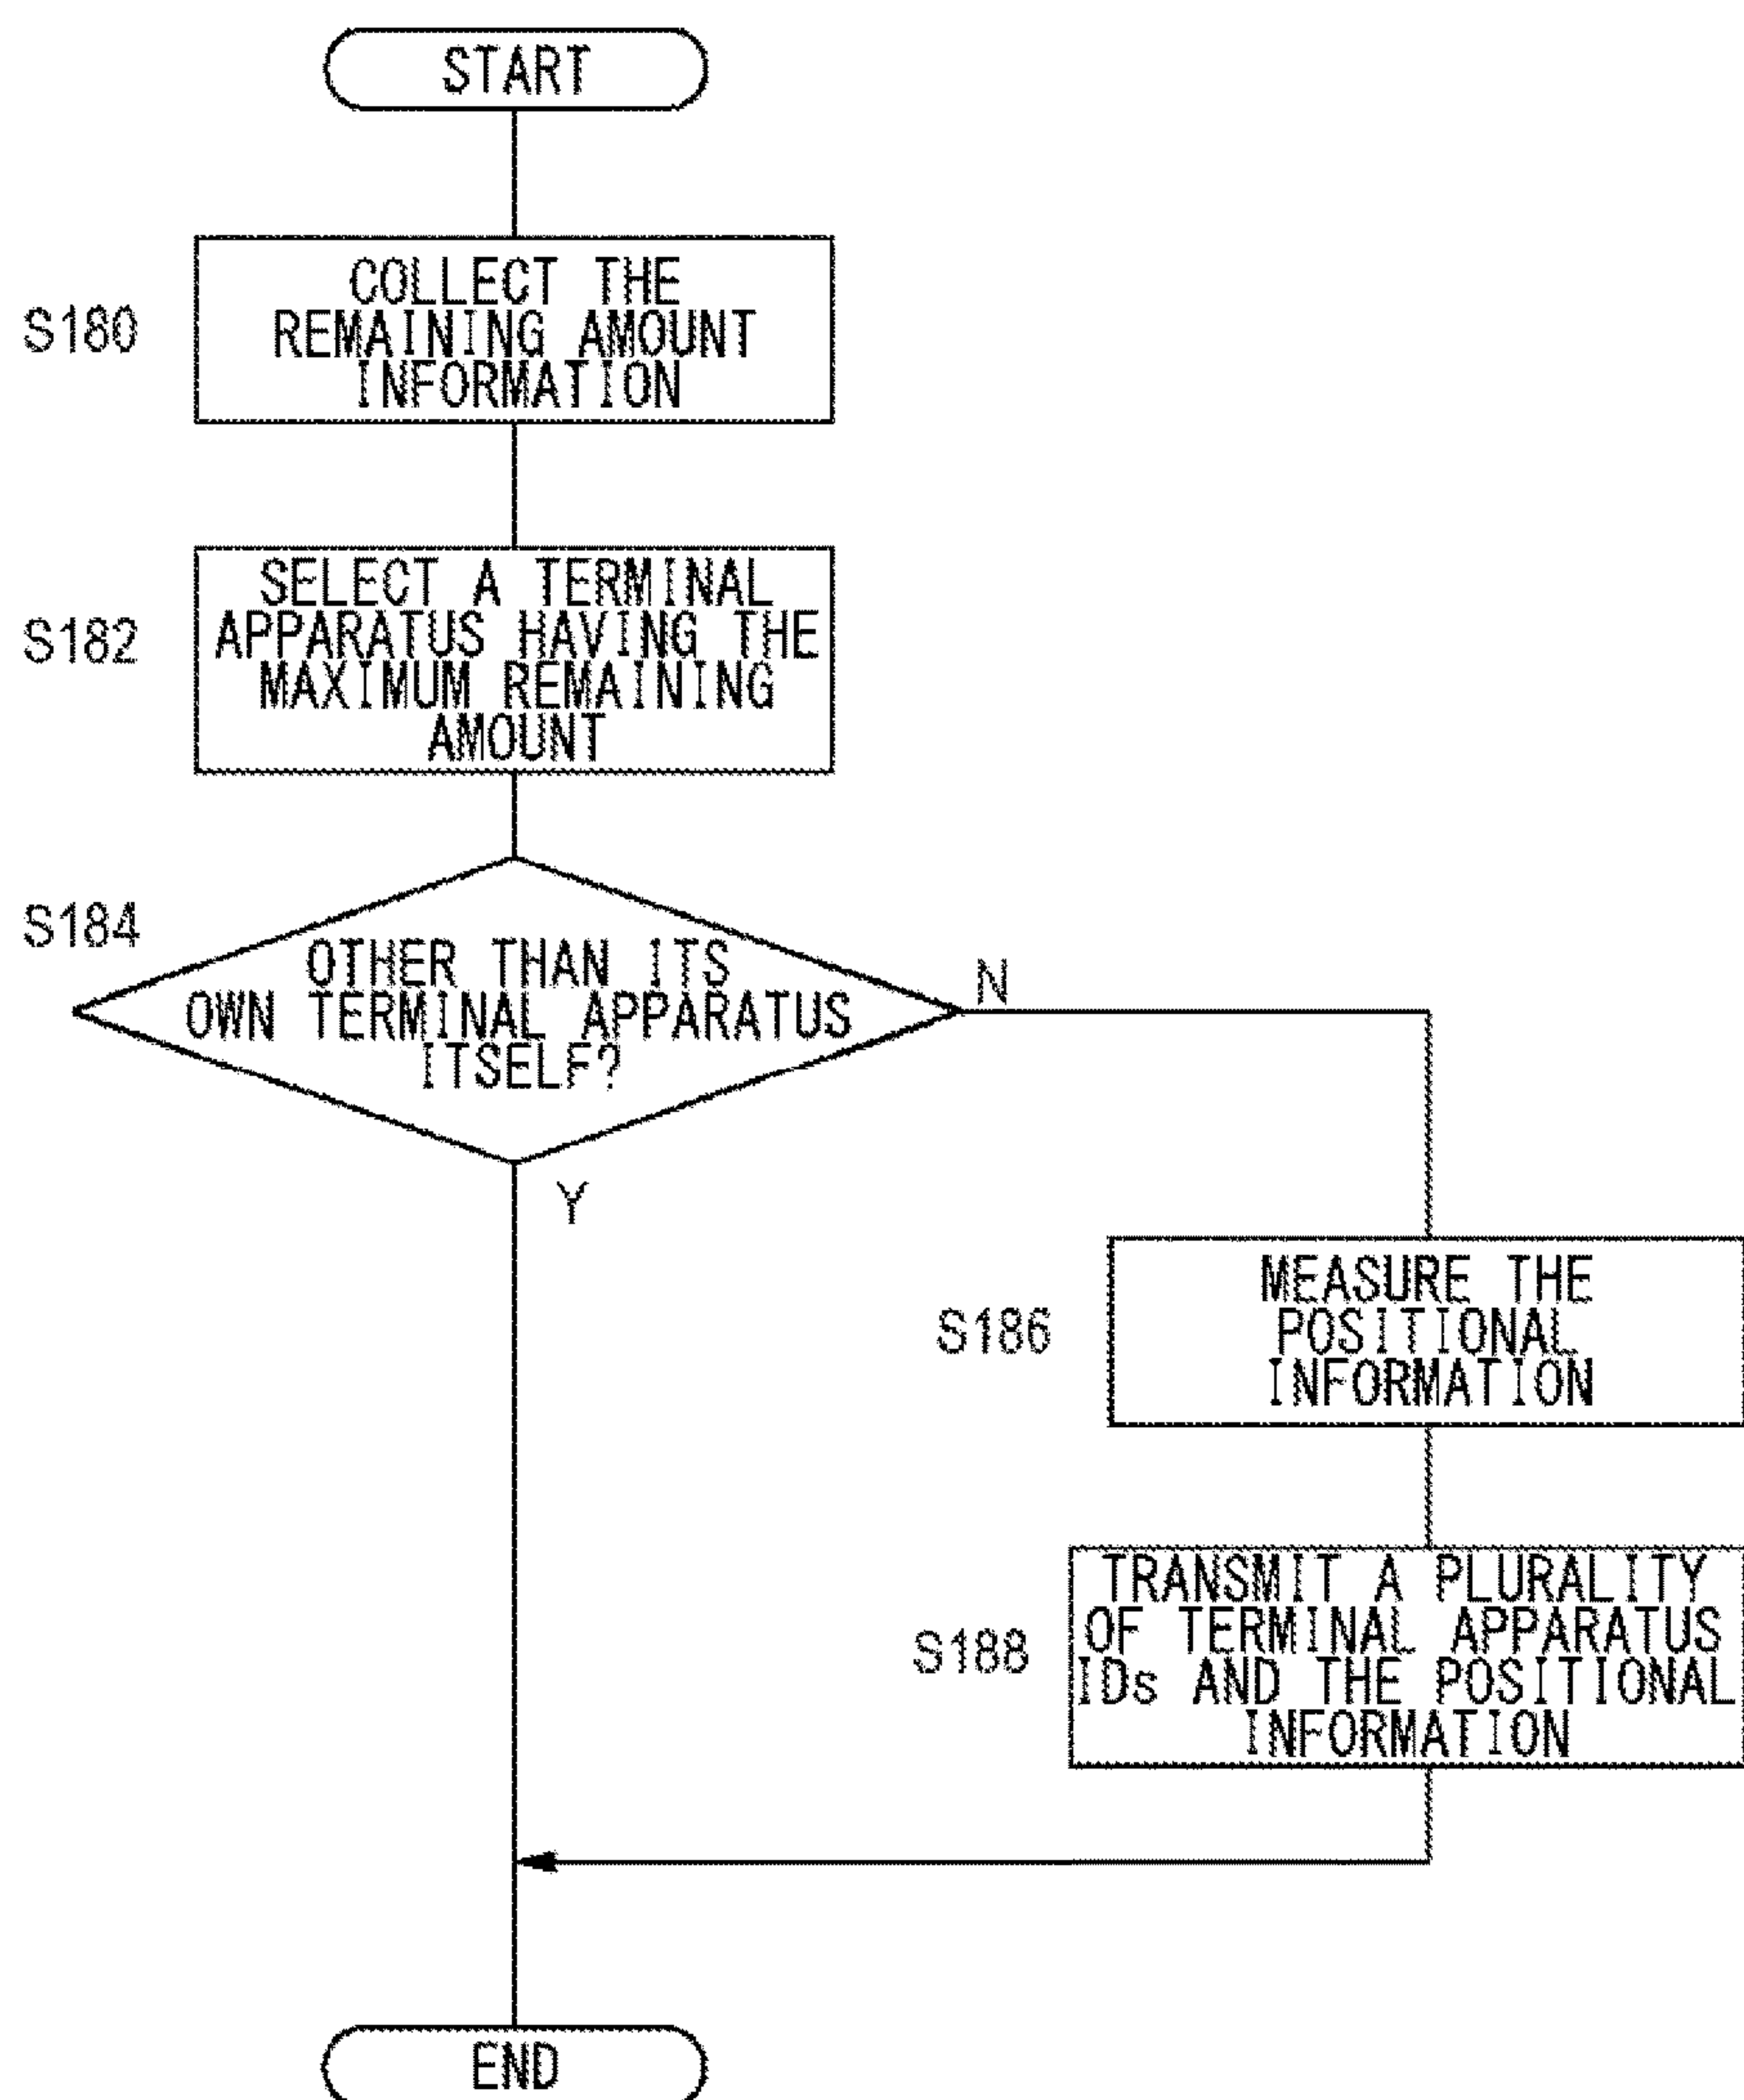 START
S180
COLLECT THE
REMAINING AMOUNT
INFORMATION
S182
SELECT A TERMINAL
APPARATUS HAVING THE
MAXIMUM REMAINING
AMOUNT
S184
OTHER THAN ITS
OWN TERMINAL APPARATUS
ITSELF?
N
Y
S186
MEASURE THE
POSITIONAL
INFORMATION
S188
TRANSMIT A PLURALITY
OF TERMINAL APPARATUS
IDs AND THE POSITIONAL
INFORMATION
END